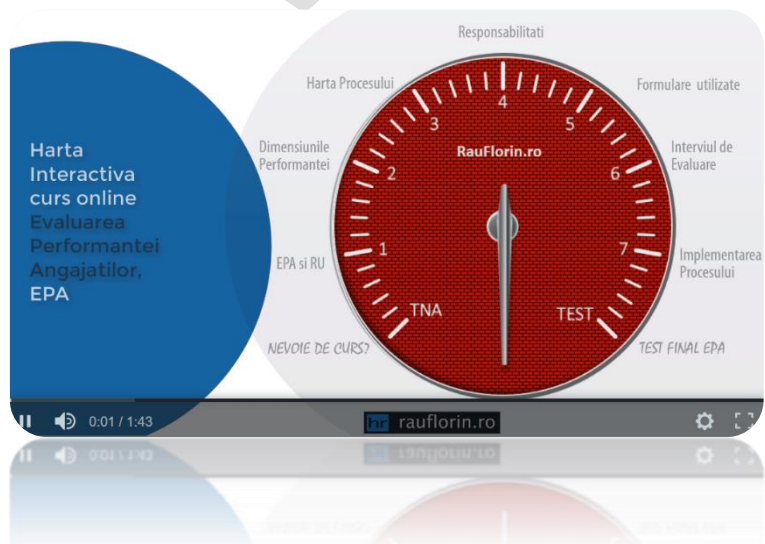 Harta
Interactiva
curs online
Evaluarea
Performantei
Angajatilor,
EPA
Responsabilitati
Harta Procesului
Formulare utilizate
Dimensiunile
Performantei
Interviul de
Evaluare
EPA si RU
Implementarea
Procesului
NEVOIE DE CURS?
TEST FINAL EPA
RauFlorin.ro
TNA
1
2
3
4
5
6
7
TEST
0:01 / 1:43
hr rauflorin.ro